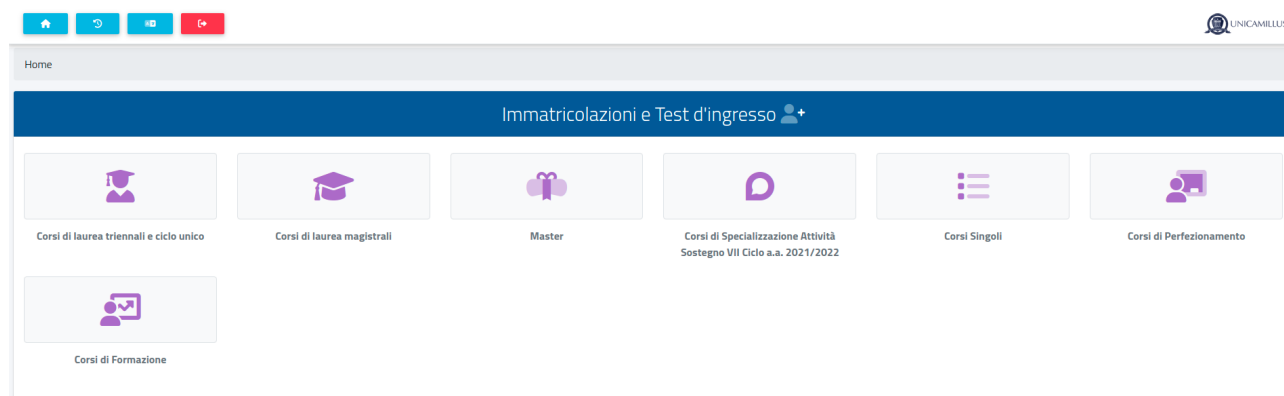 UNICAMILLUS
Home
Immatricolazioni e Test d'ingresso
Corsi di laurea triennali e ciclo unico
Corsi di laurea magistrali
Master
Corsi di Specializzazione Attività
Sostegno VII Ciclo a.a. 2021/2022
Corsi Singoli
Corsi di Perfezionamento
Corsi di Formazione